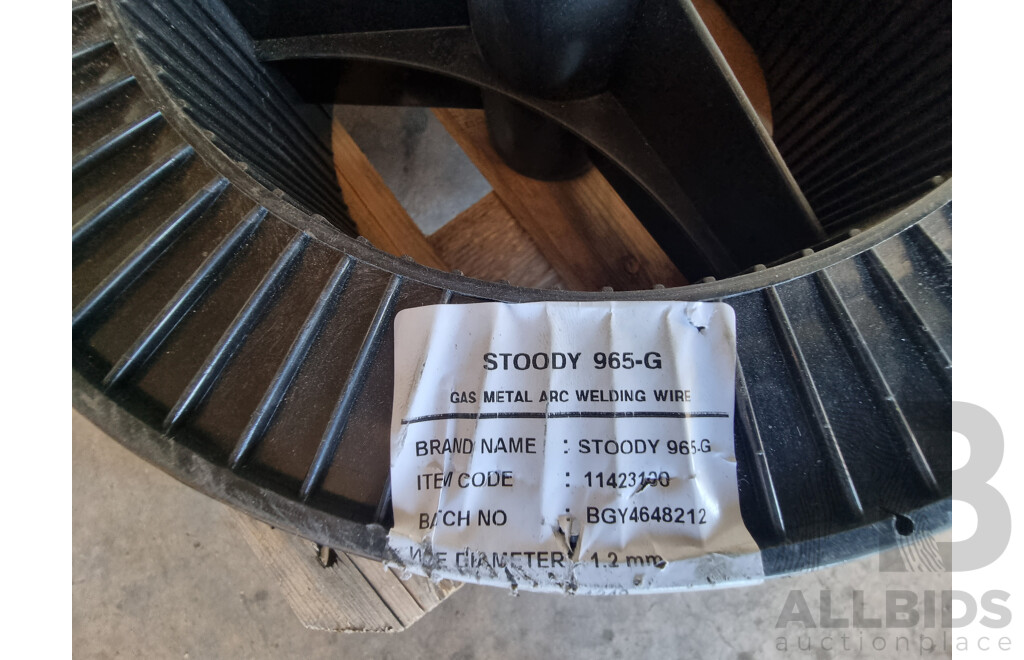 STOODY 965-G
GAS METAL ARC WELDING WIRE
BRAND NAME : STOODY 965-G
ITEM CODE : 11423100
BATCH NO : BGY4648212
DIAMETER : 1.2 mm
B
ALLBIDS
auctionplace